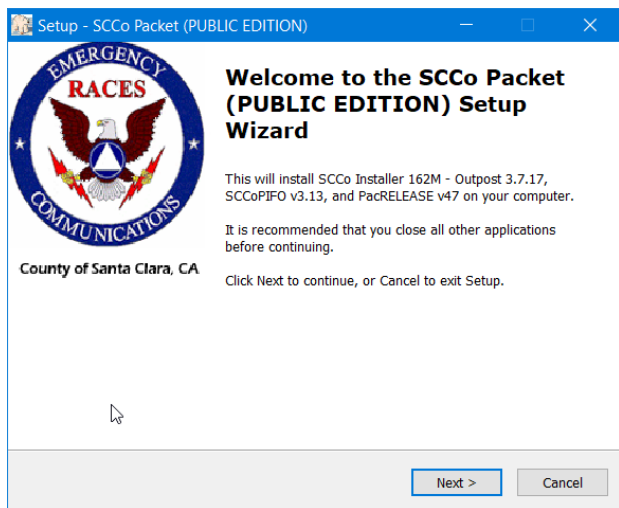 Setup - SCCo Packet (PUBLIC EDITION)
EMERGENCY
RACES
COMMUNICATIONS
County of Santa Clara, CA
Welcome to the SCCo Packet
(PUBLIC EDITION) Setup
Wizard
This will install SCCo Installer 162M - Outpost 3.7.17,
SCCoPIFO v3.13, and PacRELEASE v47 on your computer.
It is recommended that you close all other applications
before continuing.
Click Next to continue, or Cancel to exit Setup.
Next >
Cancel